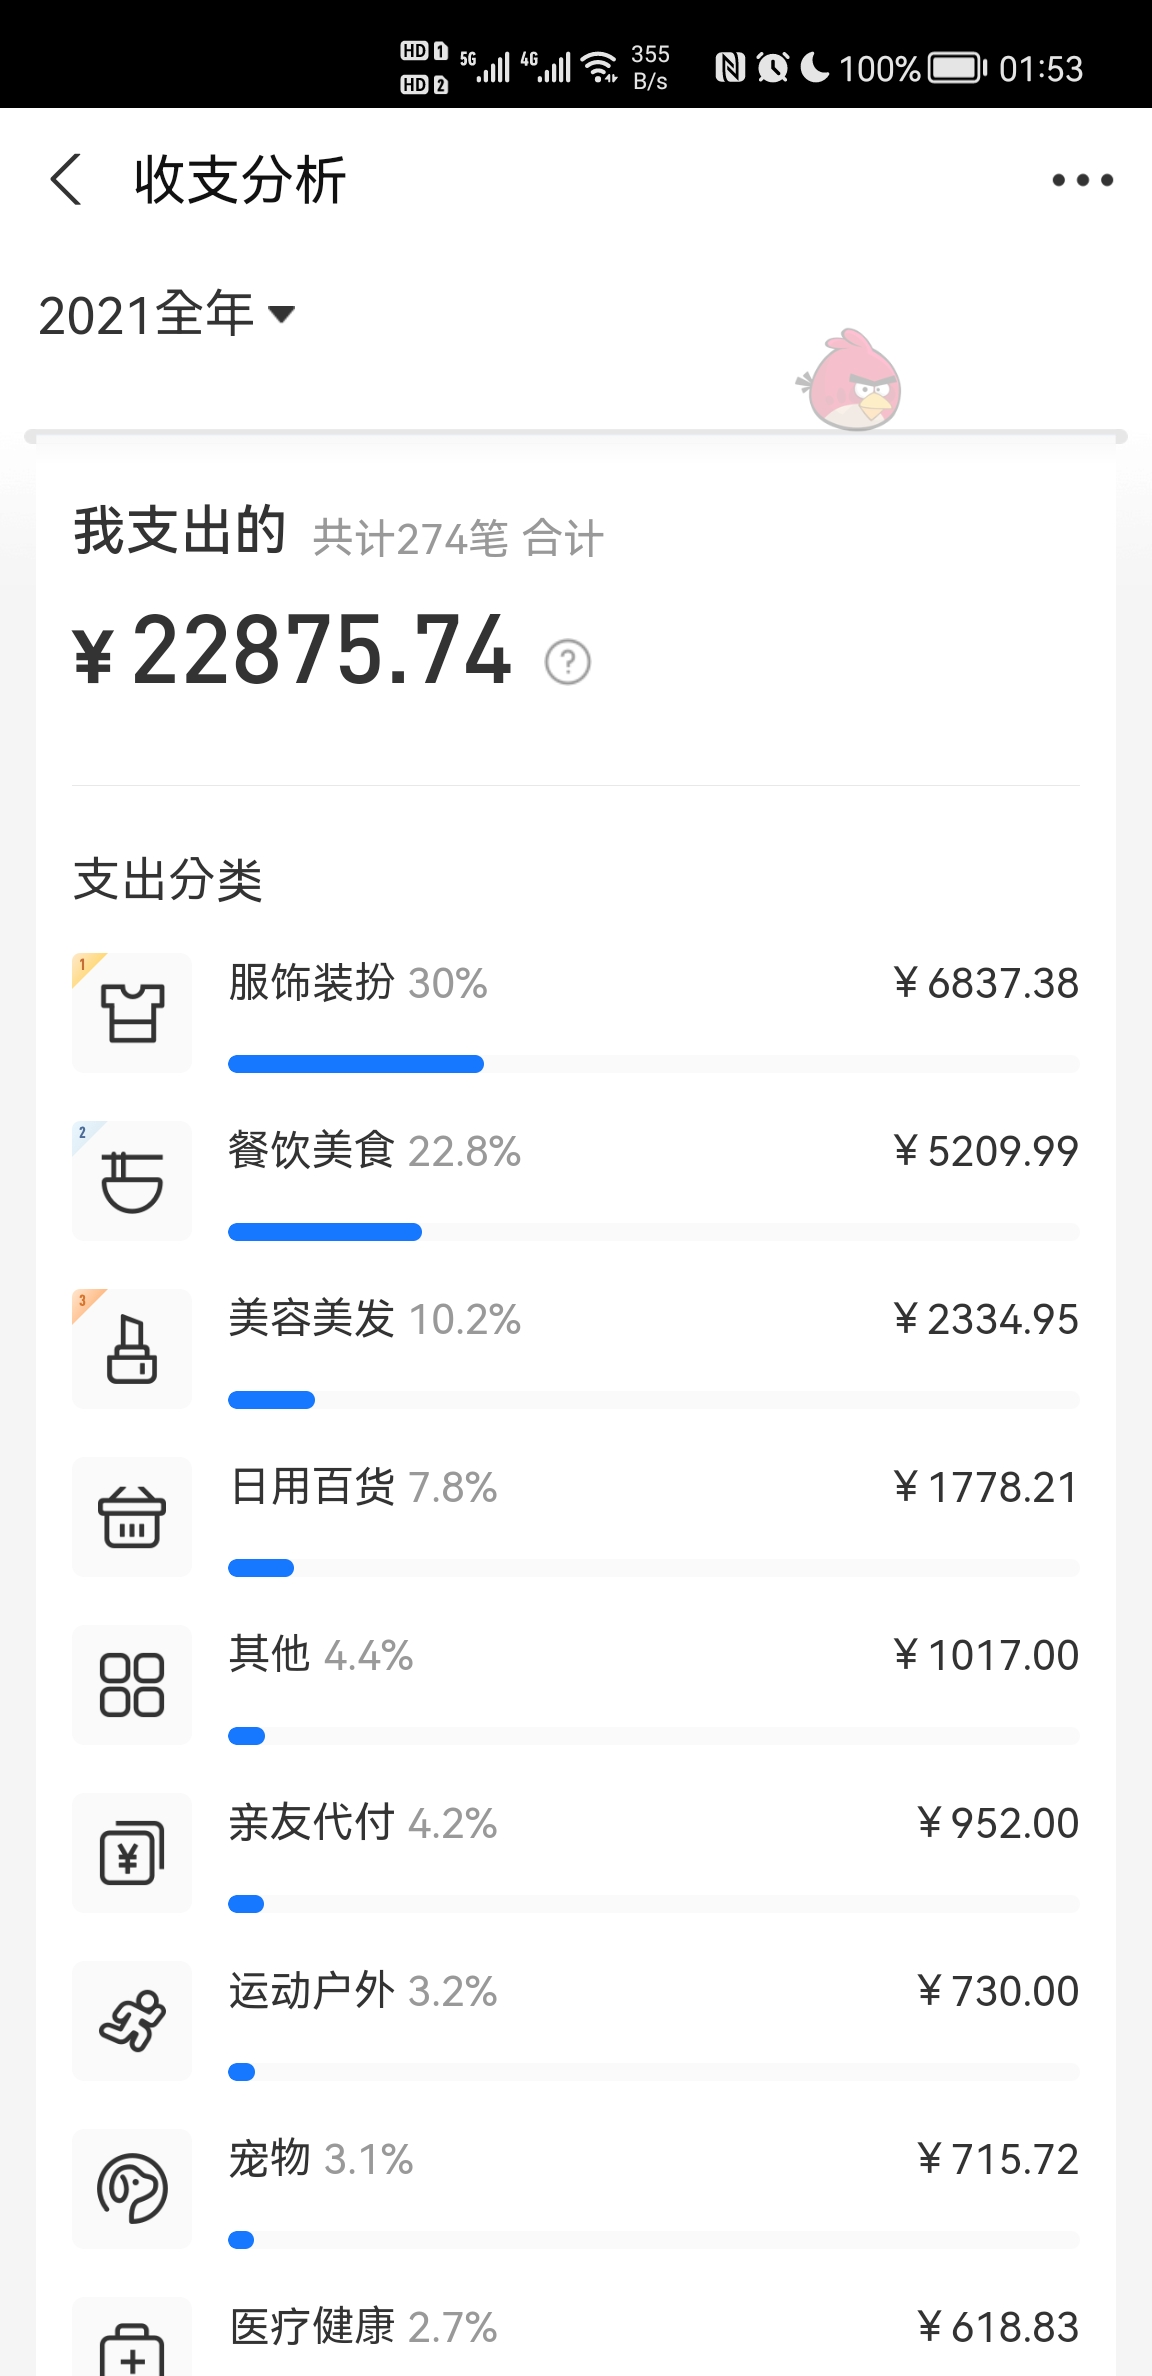 HD 1 5G 4G 355 100% 01:53
HD 2 B/s
收支分析
2021全年
我支出的 共计274笔 合计
¥22875.74 ?
支出分类
1 服饰装扮 30% ¥6837.38
2 餐饮美食 22.8% ¥5209.99
3 美容美发 10.2% ¥2334.95
日用百货 7.8% ¥1778.21
其他 4.4% ¥1017.00
亲友代付 4.2% ¥952.00
运动户外 3.2% ¥730.00
宠物 3.1% ¥715.72
医疗健康 2.7% ¥618.83